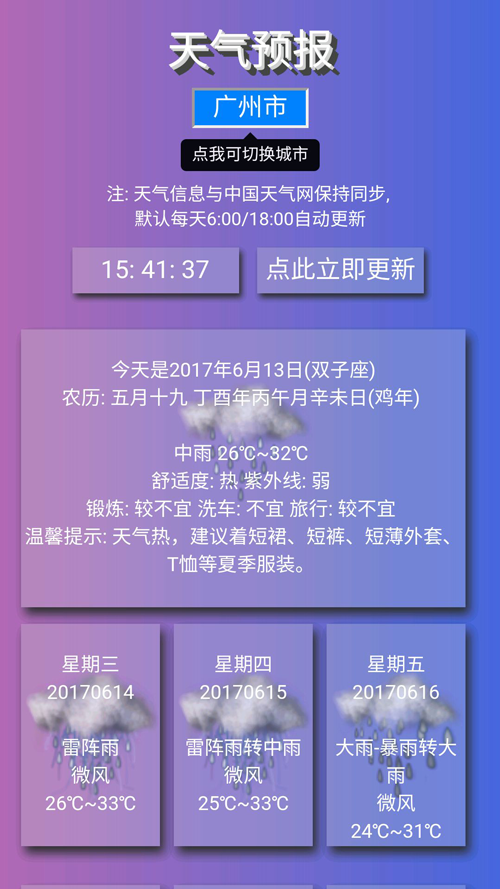 天气预报
广州市
点我可切换城市
注: 天气信息与中国天气网保持同步,
默认每天6:00/18:00自动更新
15: 41: 37
点此立即更新
今天是2017年6月13日(双子座)
农历: 五月十九 丁酉年丙午月辛未日(鸡年)
中雨 26℃~32℃
舒适度: 热 紫外线: 弱
锻炼: 较不宜 洗车: 不宜 旅行: 较不宜
温馨提示: 天气热，建议着短裙、短裤、短薄外套、
T恤等夏季服装。
星期三
20170614
雷阵雨
微风
26℃~33℃
星期四
20170615
雷阵雨转中雨
微风
25℃~33℃
星期五
20170616
大雨-暴雨转大
雨
微风
24℃~31℃